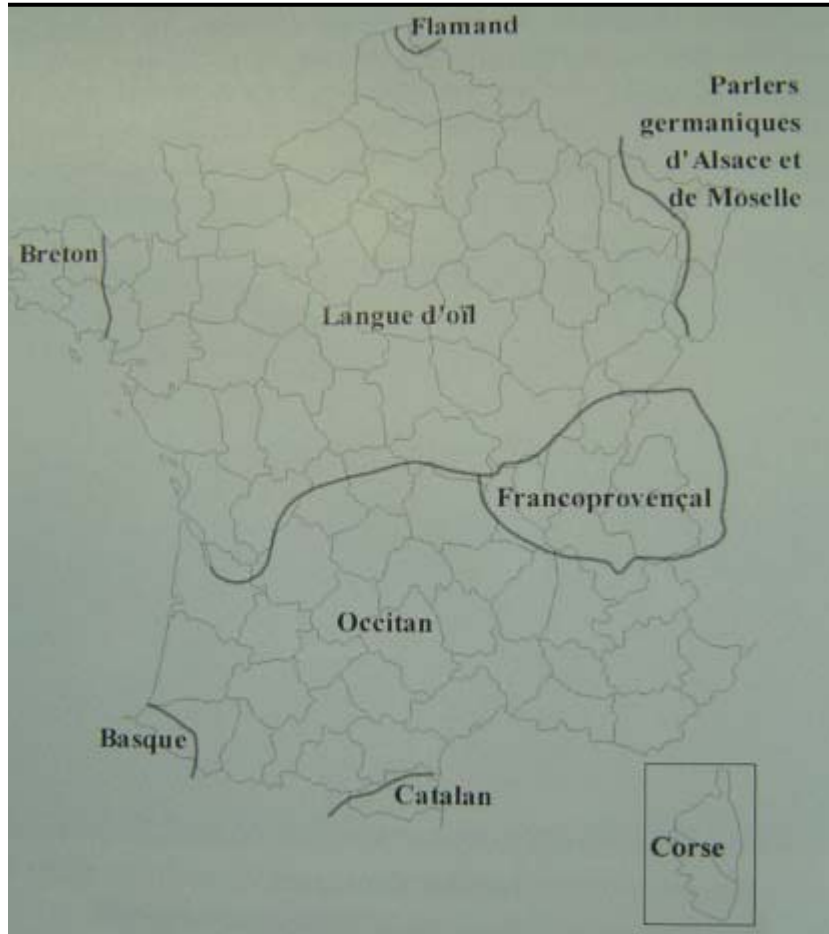 Flamand
Parlers
germaniques
d'Alsace et
de Moselle
Breton
Langue d'oïl
Francoprovençal
Occitan
Basque
Catalan
Corse